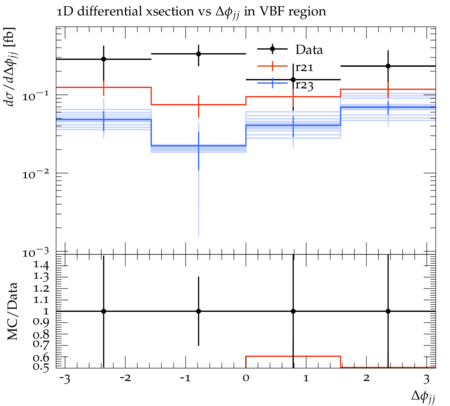 1D differential xsection vs Δϕjj in VBF region
dσ/dΔϕjj [fb]
Data
r21
r23
10⁻¹
10⁻²
10⁻³
MC/Data
1.4
1.3
1.2
1.1
1
0.9
0.8
0.7
0.6
0.5
-3 -2 -1 0 1 2 3
Δϕjj